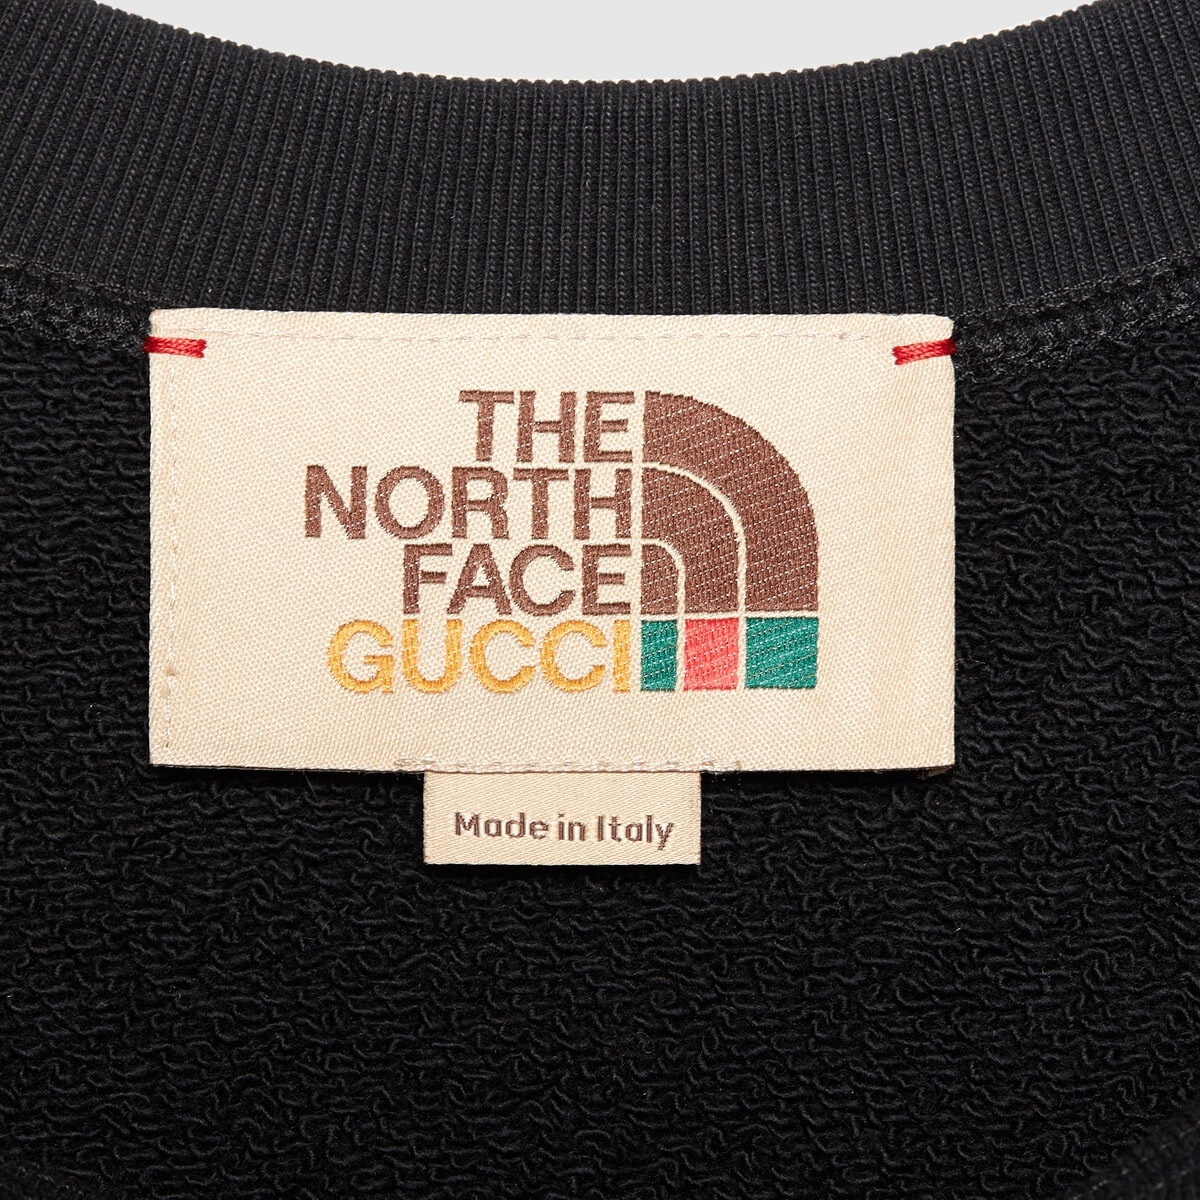 THE
NORTH
FACE
GUCCI
Made in Italy